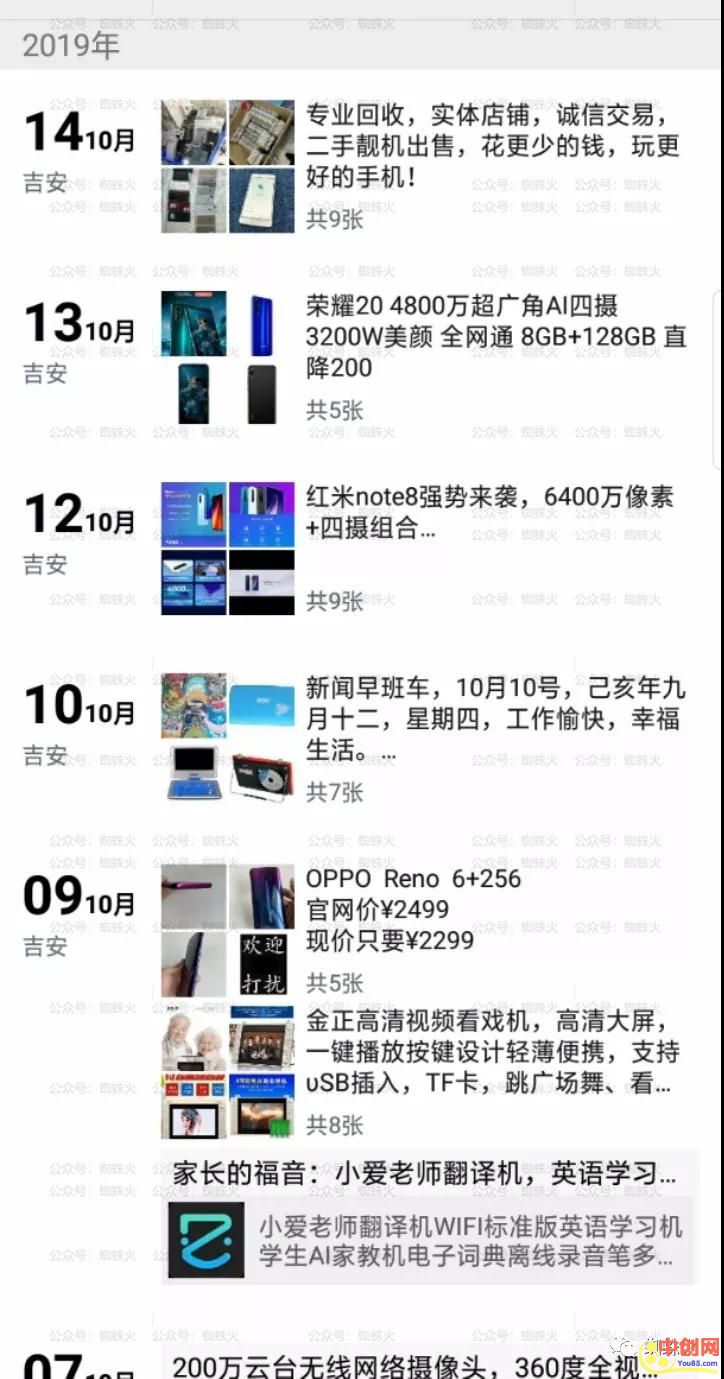 2019年
14 10月
吉安
专业回收，实体店铺，诚信交易，
二手靓机出售，花更少的钱，玩更
好的手机！
共9张
13 10月
吉安
荣耀20 4800万超广角AI四摄
3200W美颜 全网通 8GB+128GB 直
降200
共5张
12 10月
吉安
红米note8强势来袭，6400万像素
+四摄组合...
共9张
10 10月
吉安
新闻早班车，10月10号，己亥年九
月十二，星期四，工作愉快，幸福
生活。...
共7张
09 10月
吉安
欢迎
打扰
OPPO Reno 6+256
官网价¥2499
现价只要¥2299
共5张
金正高清视频看戏机，高清大屏，
一键播放按键设计轻薄便携，支持
υSB插入，TF卡，跳广场舞、看...
共8张
家长的福音：小爱老师翻译机，英语学习...
小爱老师翻译机WIFI标准版英语学习机
学生AI家教机电子词典离线录音笔多...
07 10月
200万云台无线网络摄像头，360度全视...
公众号：蜘蛛火
中创网
You85.com